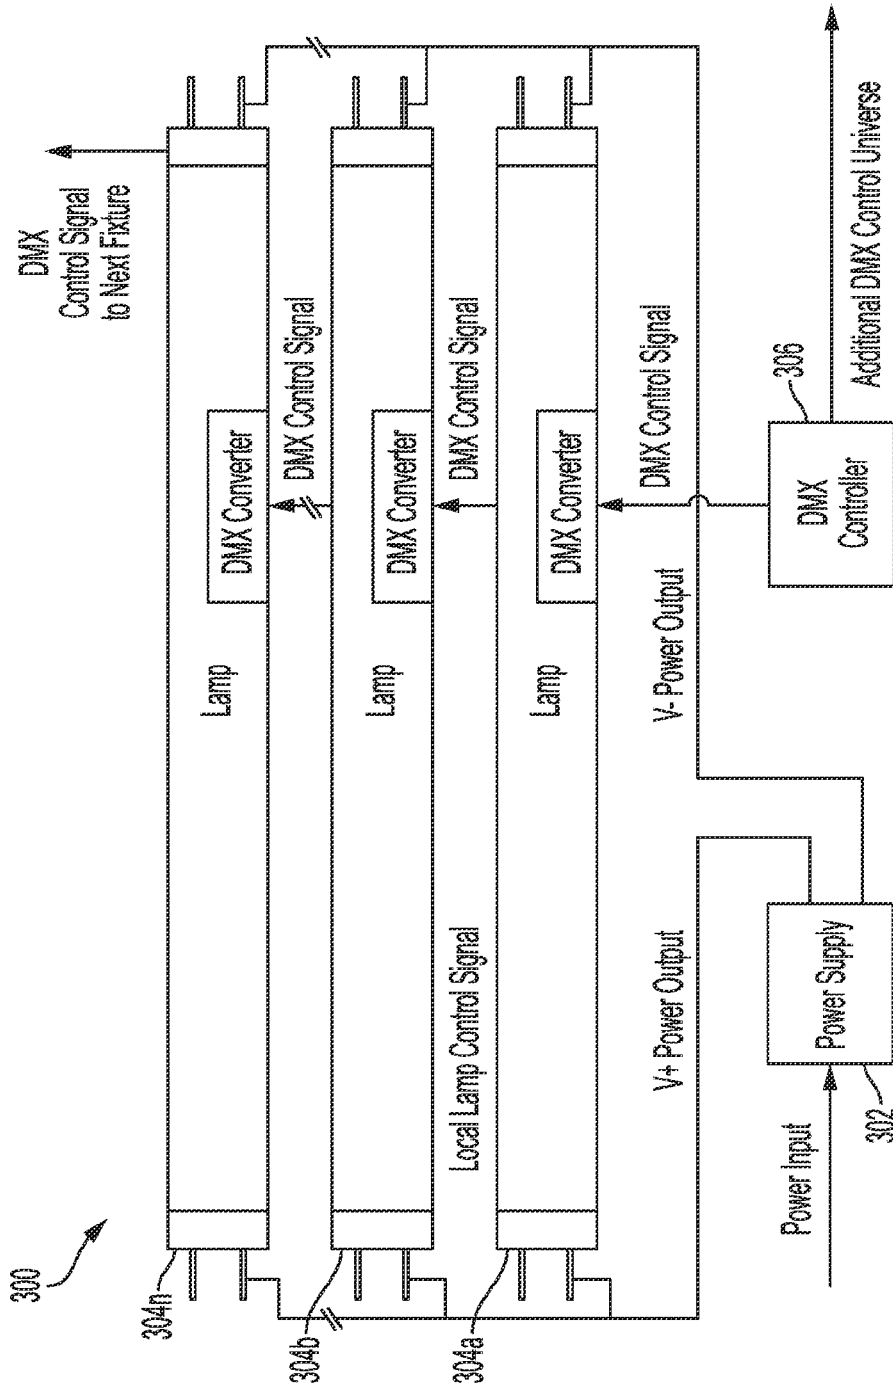 300
DMX
Control Signal
to Next Fixture
304n
Lamp
DMX Converter
304b
DMX Control Signal
Lamp
DMX Converter
304a
Local Lamp Control Signal
DMX Control Signal
Lamp
DMX Converter
V+ Power Output
V- Power Output
DMX Control Signal
Power Input
302
Power Supply
DMX
Controller
306
Additional DMX Control Universe